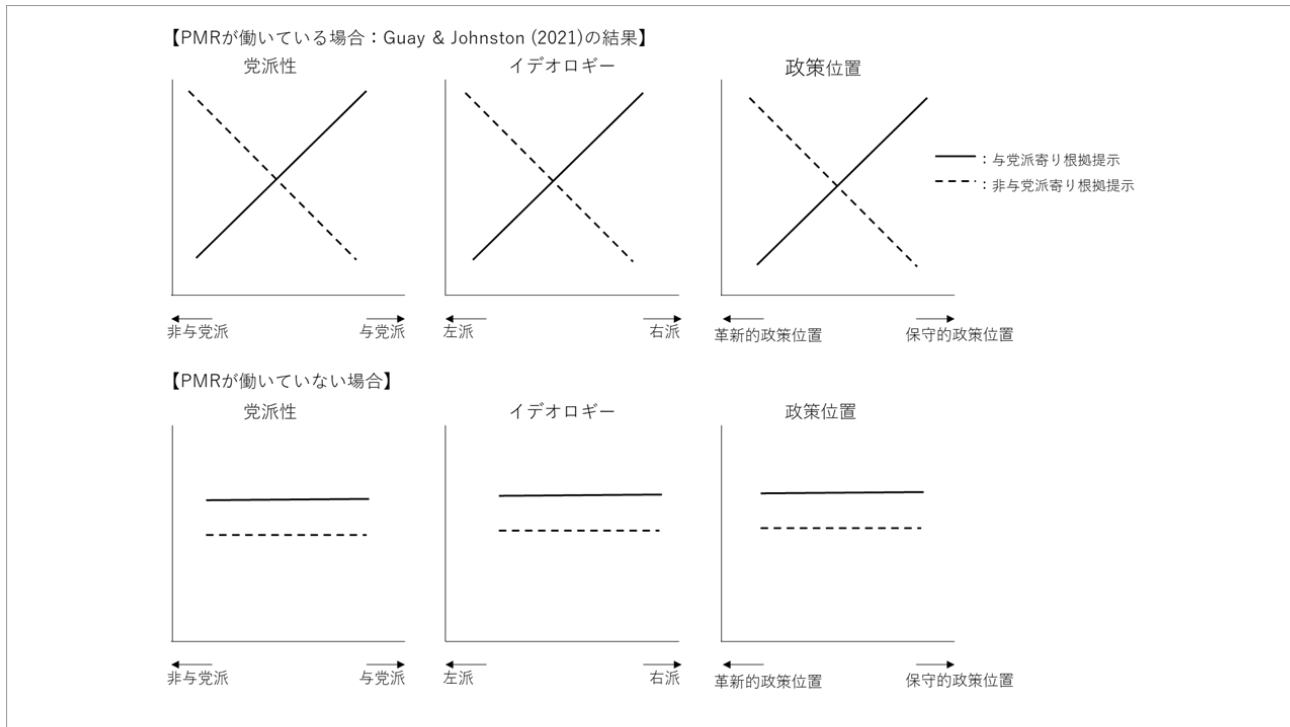 【PMRが働いている場合：Guay & Johnston (2021)の結果】
党派性
イデオロギー
政策位置
：与党派寄り根拠提示
：非与党派寄り根拠提示
非与党派
与党派
左派
右派
革新的政策位置
保守的政策位置
【PMRが働いていない場合】
党派性
イデオロギー
政策位置
非与党派
与党派
左派
右派
革新的政策位置
保守的政策位置